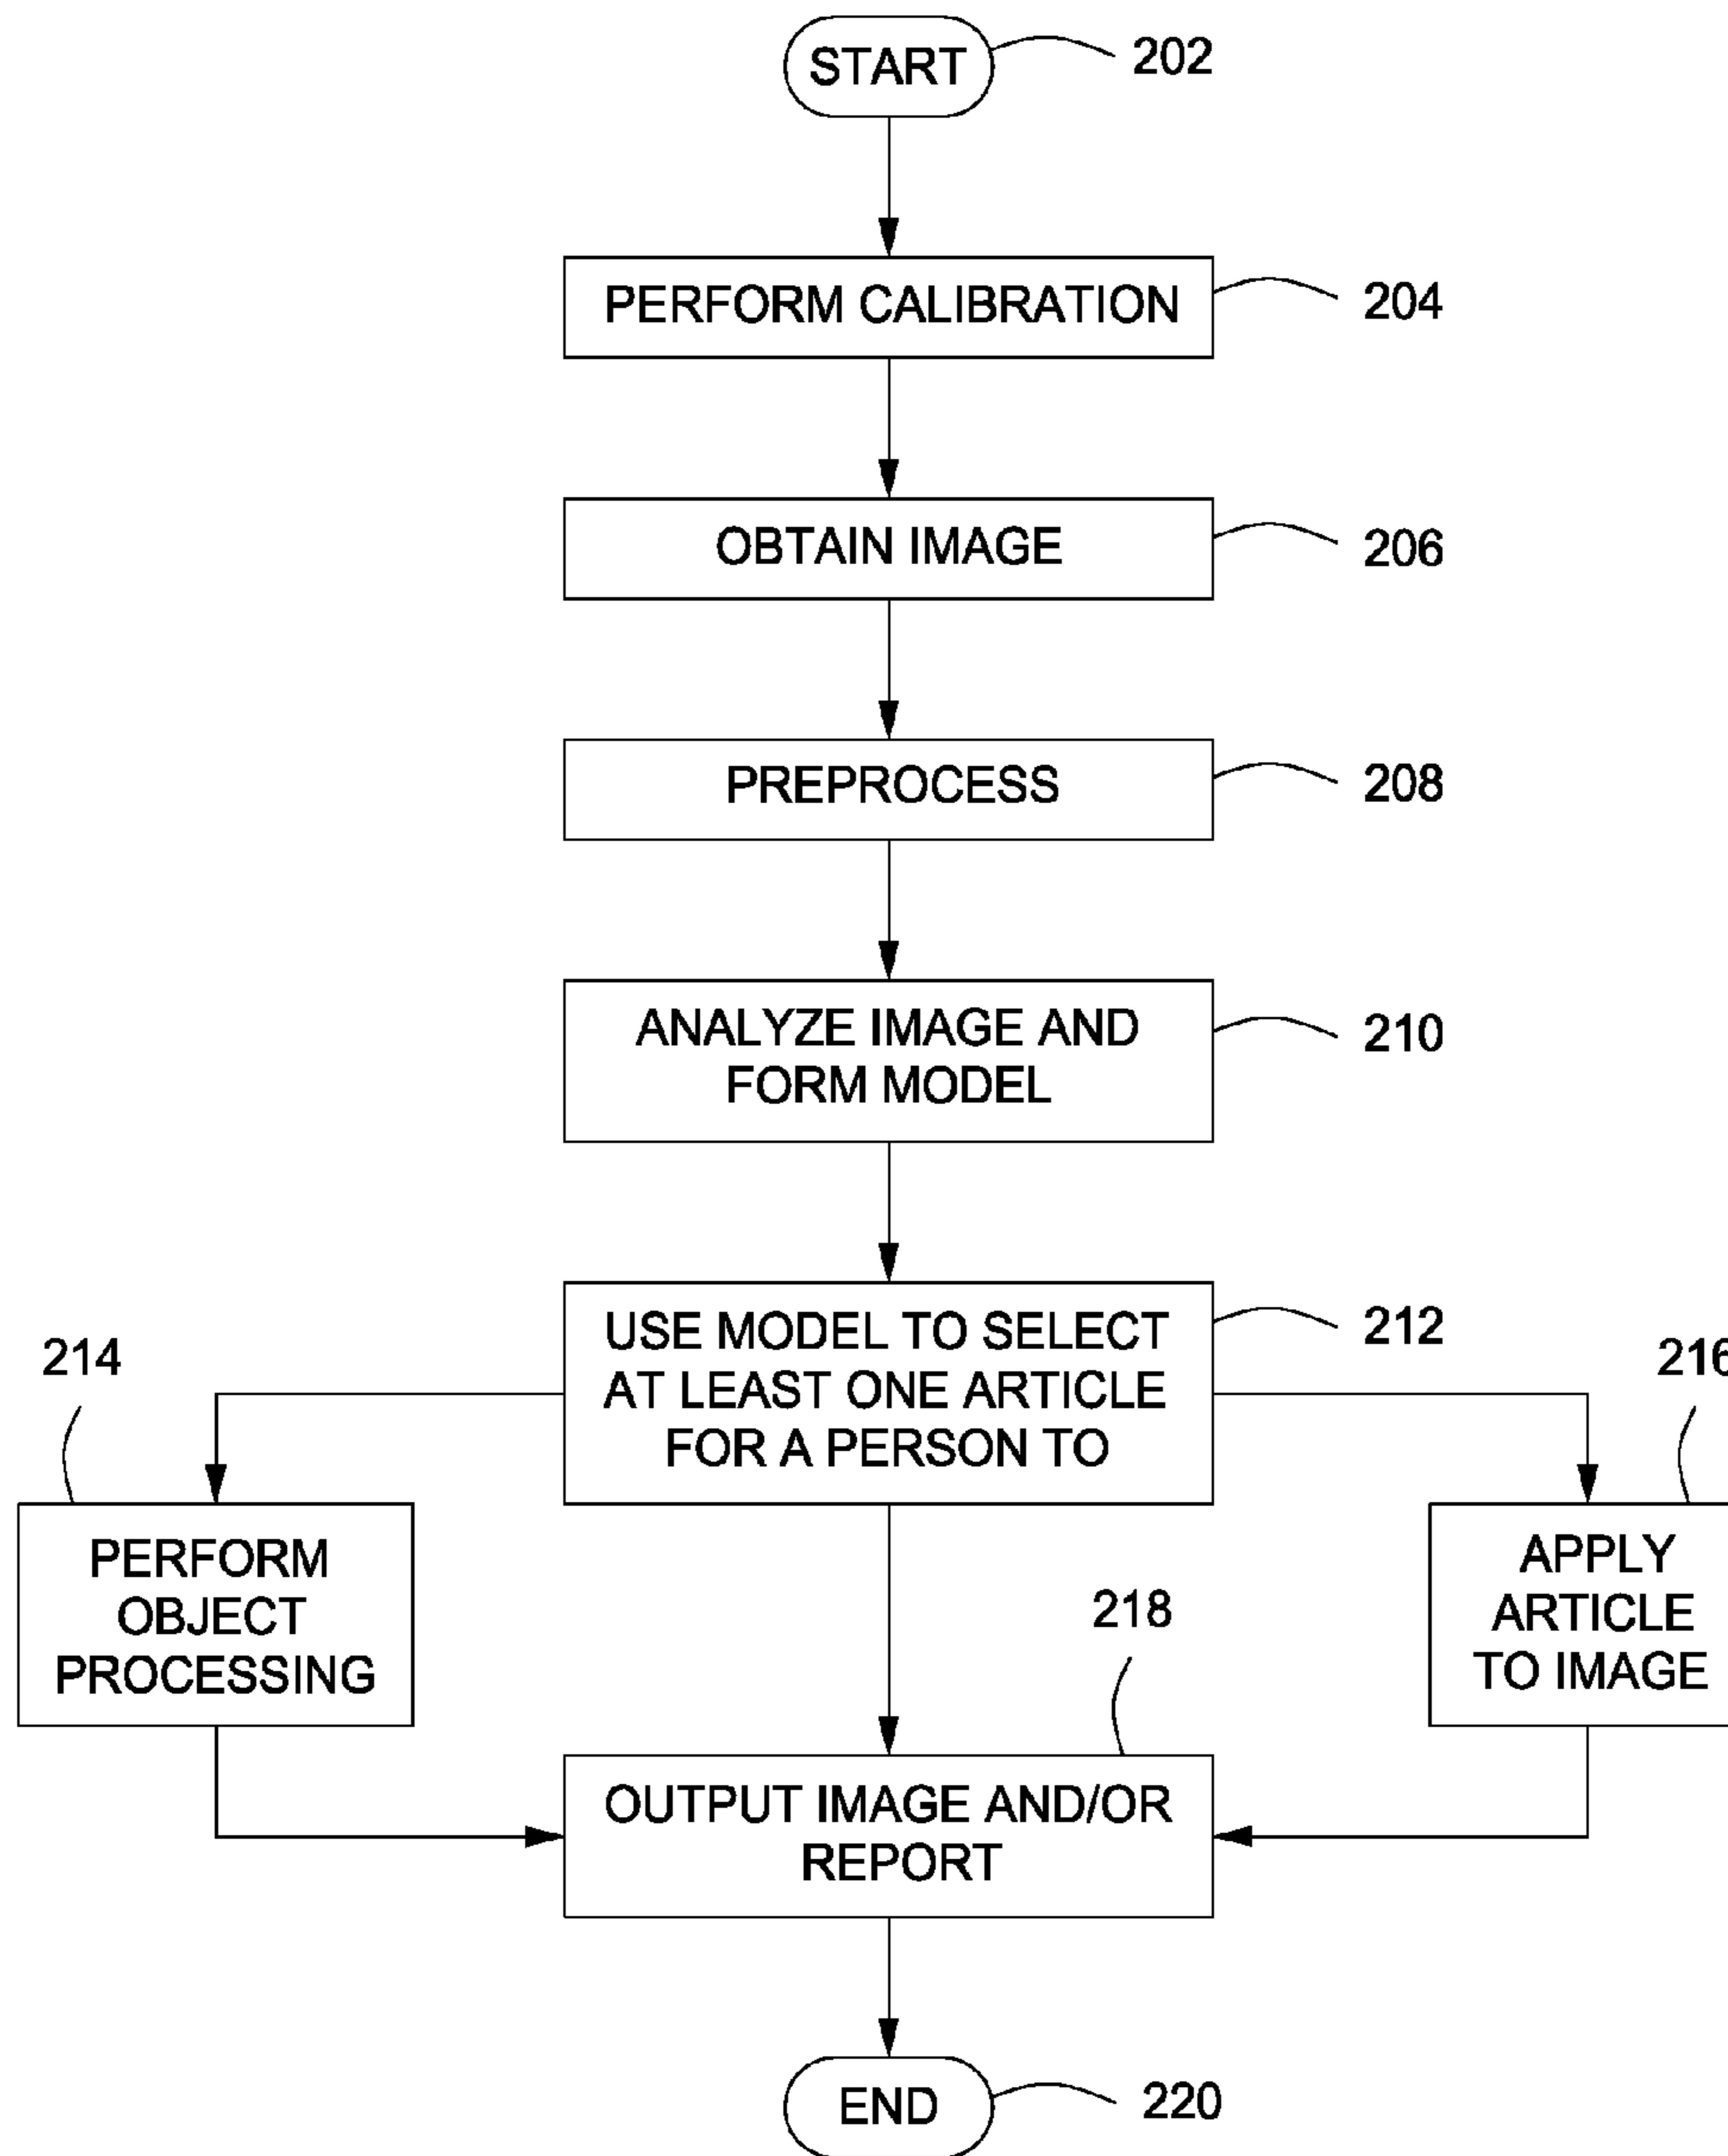 START
202
PERFORM CALIBRATION
204
OBTAIN IMAGE
206
PREPROCESS
208
ANALYZE IMAGE AND
FORM MODEL
210
USE MODEL TO SELECT
AT LEAST ONE ARTICLE
FOR A PERSON TO
212
214
216
PERFORM
OBJECT
PROCESSING
APPLY
ARTICLE
TO IMAGE
218
OUTPUT IMAGE AND/OR
REPORT
END
220